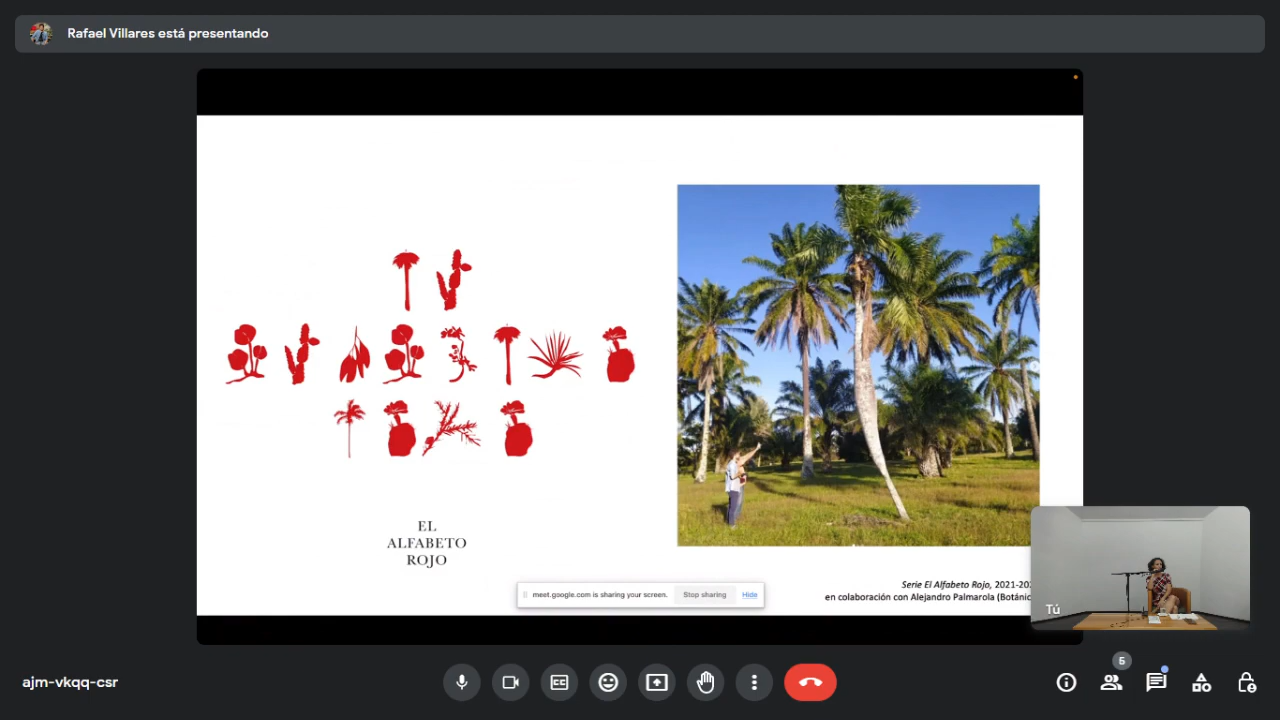 Rafael Villares está presentando
EL
ALFABETO
ROJO
meet.google.com is sharing your screen. Stop sharing Hide
Serie El Alfabeto Rojo, 2021-20
en colaboración con Alejandro Palmarola (Botánic
Tú
ajm-vkqq-csr
5